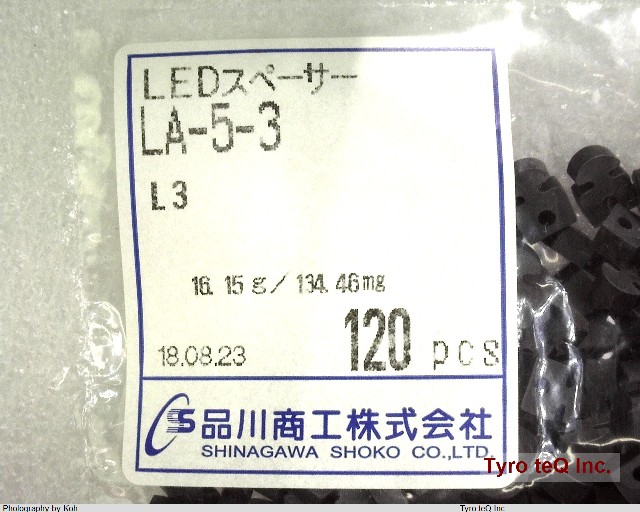 LEDスペーサー
LA-5-3
L3
16.15g/134.46mg
120 pcs
18.08.23
品川商工株式会社
SHINAGAWA SHOKO CO.,LTD.
Tyro teQ Inc.
Photography by Koh
Tyro teQ Inc